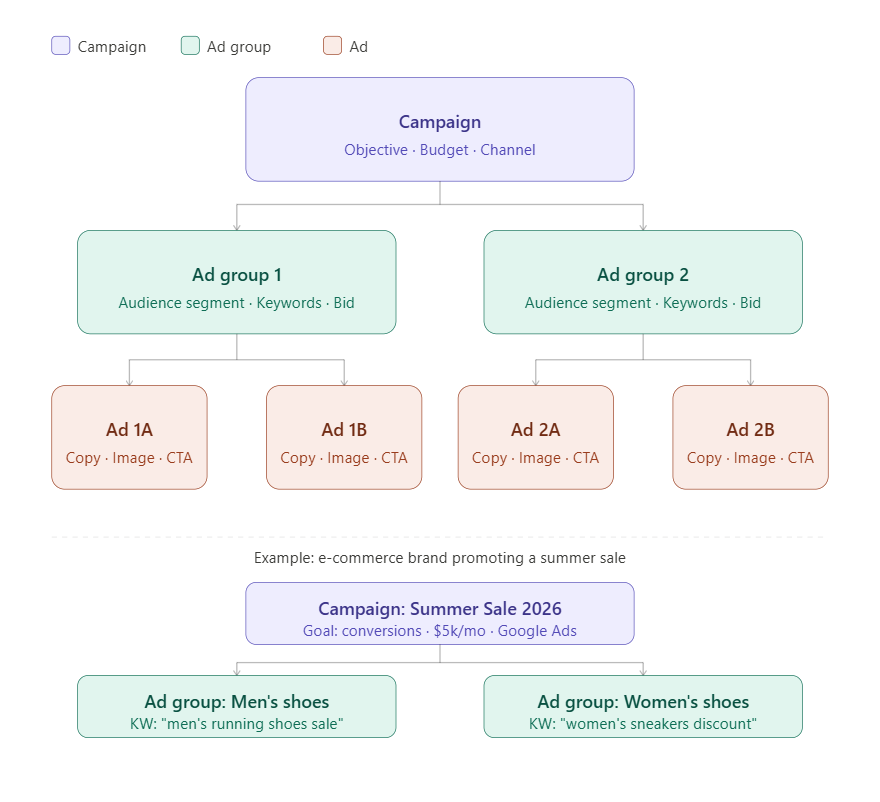 Campaign
Ad group
Ad
Campaign
Objective · Budget · Channel
Ad group 1
Audience segment · Keywords · Bid
Ad group 2
Audience segment · Keywords · Bid
Ad 1A
Copy · Image · CTA
Ad 1B
Copy · Image · CTA
Ad 2A
Copy · Image · CTA
Ad 2B
Copy · Image · CTA
Example: e-commerce brand promoting a summer sale
Campaign: Summer Sale 2026
Goal: conversions · $5k/mo · Google Ads
Ad group: Men's shoes
KW: "men's running shoes sale"
Ad group: Women's shoes
KW: "women's sneakers discount"